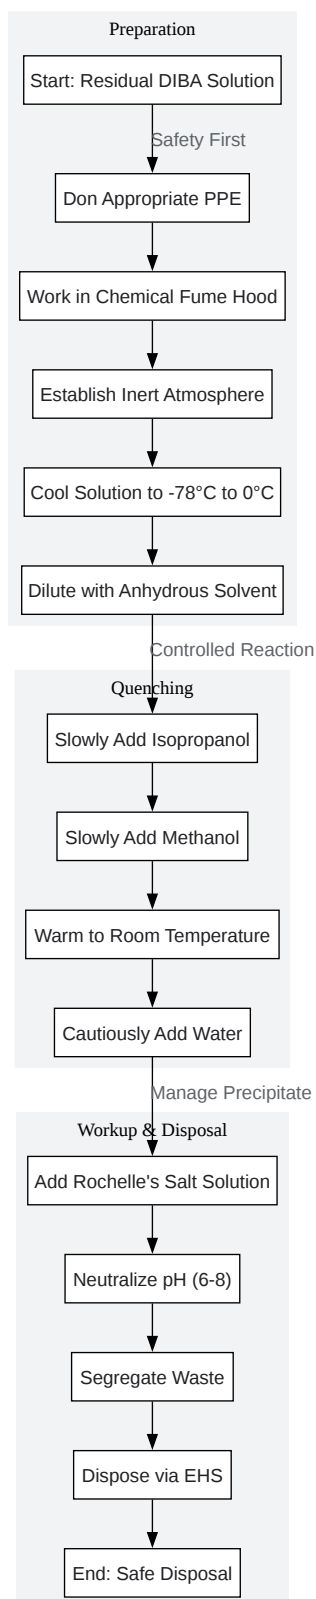 Preparation
Start: Residual DIBA Solution
Safety First
Don Appropriate PPE
Work in Chemical Fume Hood
Establish Inert Atmosphere
Cool Solution to -78°C to 0°C
Dilute with Anhydrous Solvent
Controlled Reaction
Quenching
Slowly Add Isopropanol
Slowly Add Methanol
Warm to Room Temperature
Cautiously Add Water
Manage Precipitate
Workup & Disposal
Add Rochelle's Salt Solution
Neutralize pH (6-8)
Segregate Waste
Dispose via EHS
End: Safe Disposal